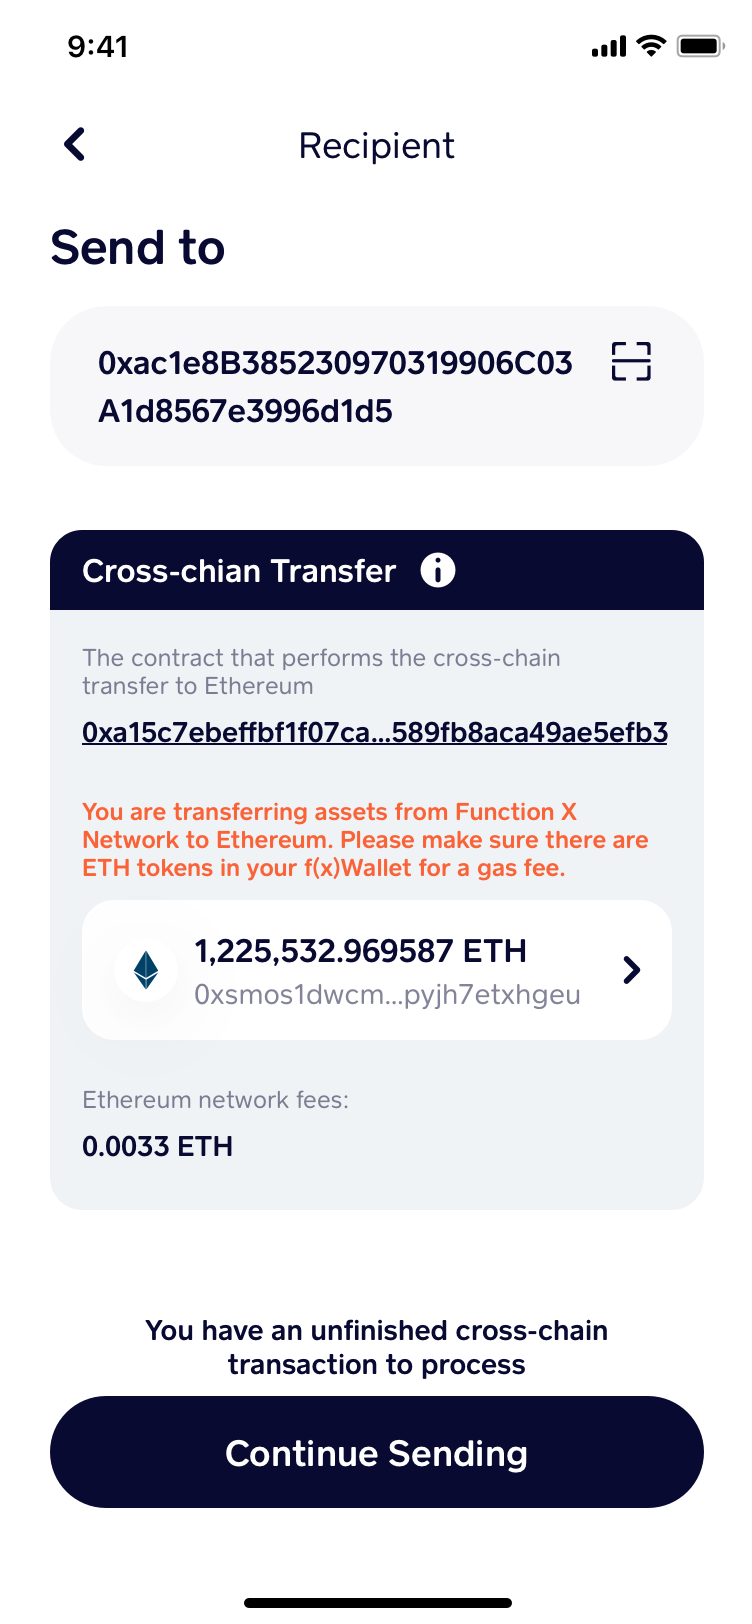 9:41
Recipient
Send to
0xac1e8B385230970319906C03
A1d8567e3996d1d5
Cross-chian Transfer
The contract that performs the cross-chain
transfer to Ethereum
0xa15c7ebeffbf1f07ca...589fb8aca49ae5efb3
You are transferring assets from Function X
Network to Ethereum. Please make sure there are
ETH tokens in your f(x)Wallet for a gas fee.
1,225,532.969587 ETH
0xsmos1dwcm...pyjh7etxhgeu
Ethereum network fees:
0.0033 ETH
You have an unfinished cross-chain
transaction to process
Continue Sending